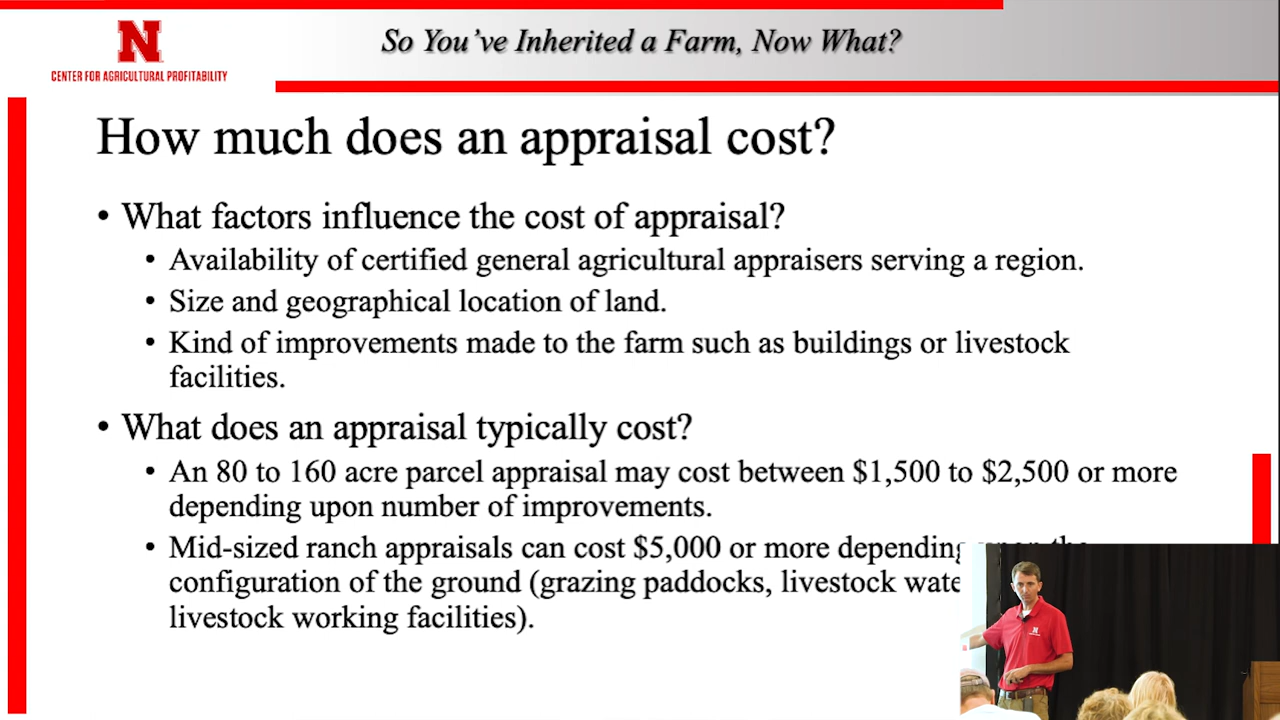 N
CENTER FOR AGRICULTURAL PROFITABILITY
So You've Inherited a Farm, Now What?
How much does an appraisal cost?
• What factors influence the cost of appraisal?
• Availability of certified general agricultural appraisers serving a region.
• Size and geographical location of land.
• Kind of improvements made to the farm such as buildings or livestock
facilities.
• What does an appraisal typically cost?
• An 80 to 160 acre parcel appraisal may cost between $1,500 to $2,500 or more
depending upon number of improvements.
• Mid-sized ranch appraisals can cost $5,000 or more depending upon the
configuration of the ground (grazing paddocks, livestock
livestock working facilities).
N